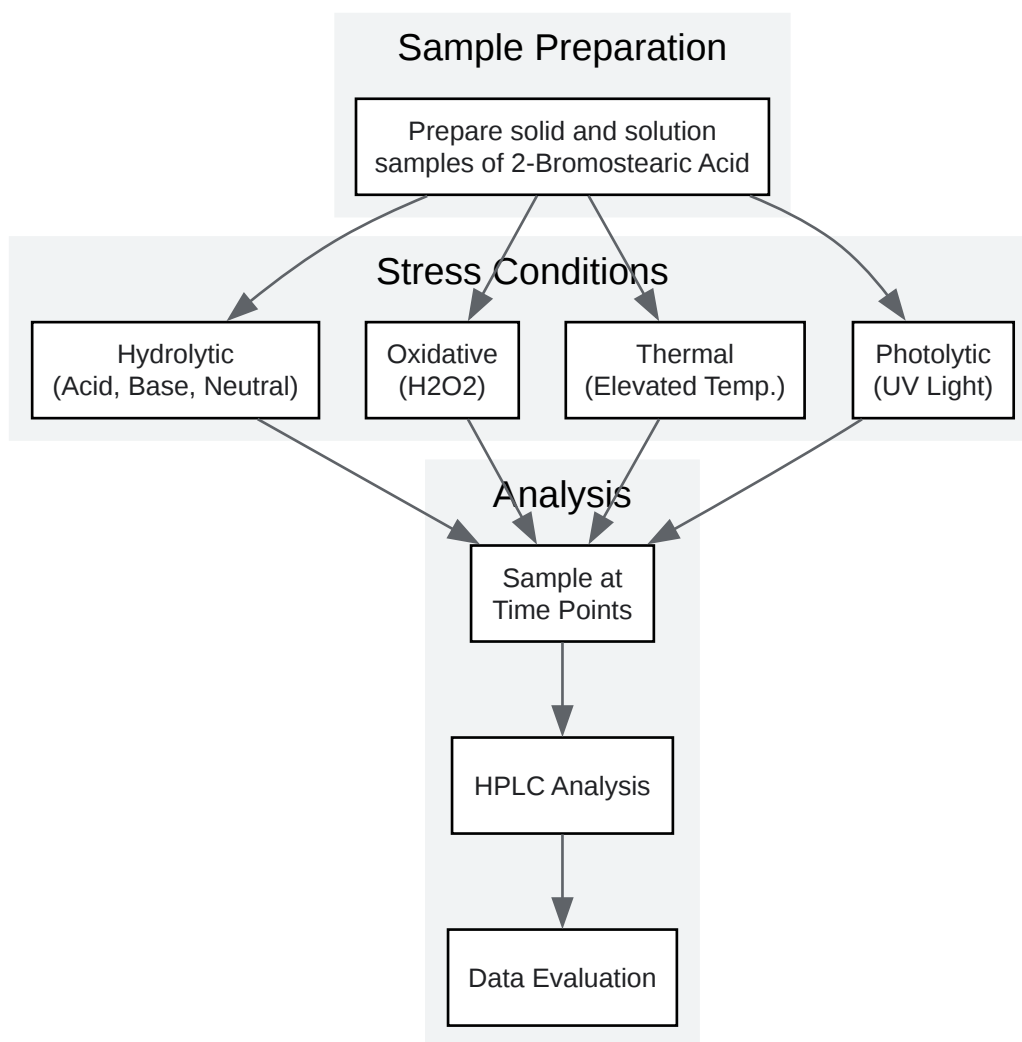 Sample Preparation
Prepare solid and solution
samples of 2-Bromostearic Acid
Stress Conditions
Hydrolytic
(Acid, Base, Neutral)
Oxidative
(H2O2)
Thermal
(Elevated Temp.)
Photolytic
(UV Light)
Analysis
Sample at
Time Points
HPLC Analysis
Data Evaluation